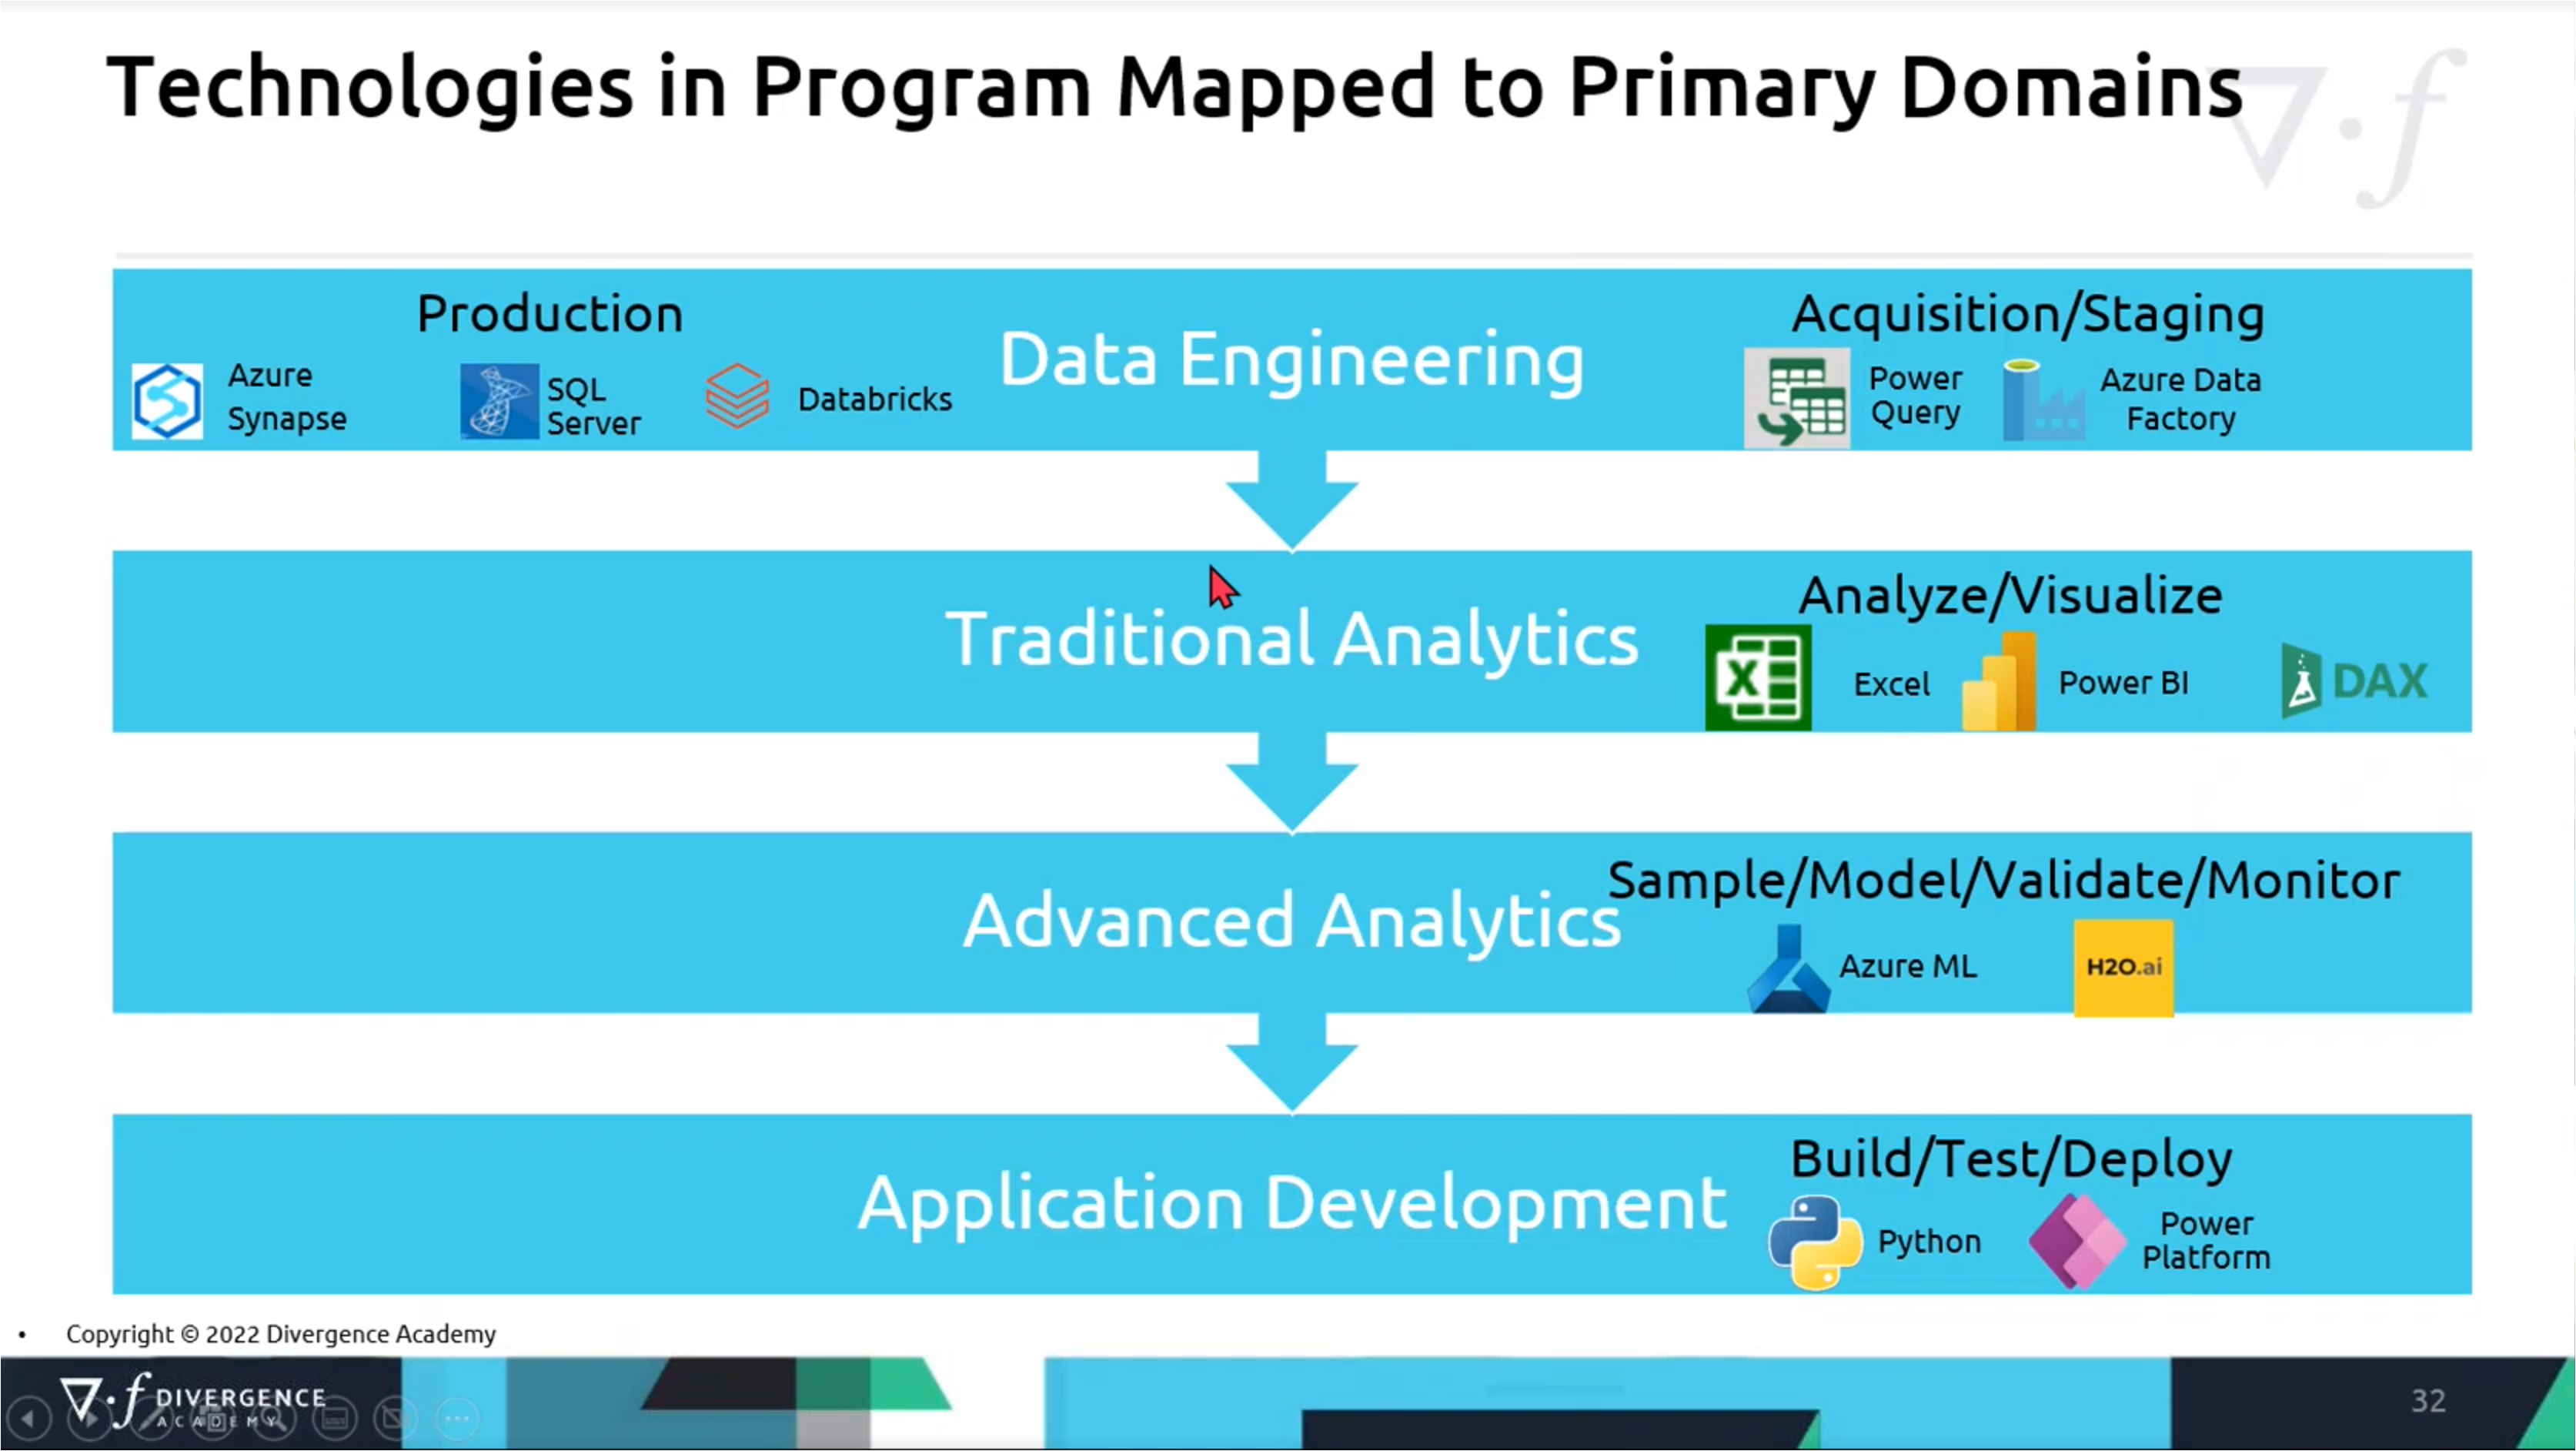 Technologies in Program Mapped to Primary Domains
∇·f
Production
Azure
Synapse
SQL
Server
Databricks
Data Engineering
Acquisition/Staging
Power
Query
Azure Data
Factory
Traditional Analytics
Analyze/Visualize
Excel
Power BI
DAX
Advanced Analytics
Sample/Model/Validate/Monitor
Azure ML
H2O.ai
Application Development
Build/Test/Deploy
Python
Power
Platform
• Copyright © 2022 Divergence Academy
∇·f DIVERGENCE
ACADEMY
32